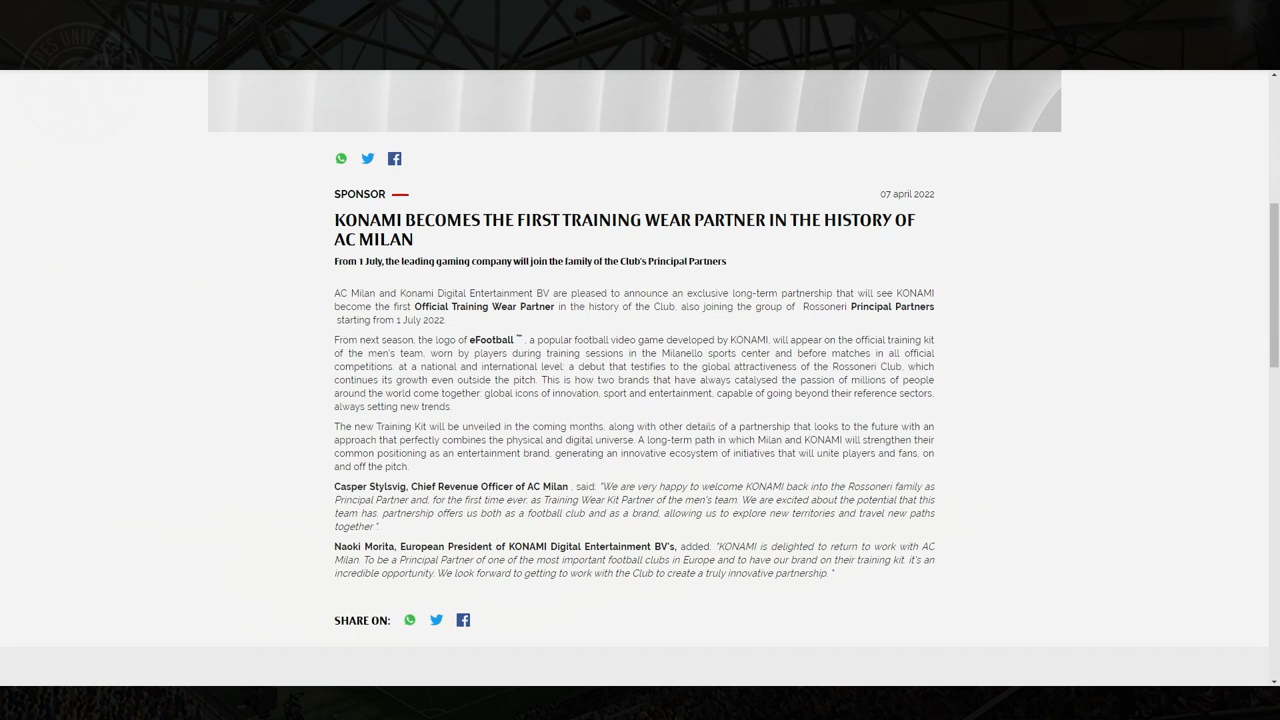 SPONSOR
07 april 2022
KONAMI BECOMES THE FIRST TRAINING WEAR PARTNER IN THE HISTORY OF
AC MILAN
From 1 July, the leading gaming company will join the family of the Club's Principal Partners
AC Milan and Konami Digital Entertainment BV are pleased to announce an exclusive long-term partnership that will see KONAMI
become the first Official Training Wear Partner in the history of the Club, also joining the group of Rossoneri Principal Partners
starting from 1 July 2022.
From next season, the logo of eFootball ™ , a popular football video game developed by KONAMI, will appear on the official training kit
of the men's team, worn by players during training sessions in the Milanello sports center and before matches in all official
competitions, at a national and international level: a debut that testifies to the global attractiveness of the Rossoneri Club, which
continues its growth even outside the pitch. This is how two brands that have always catalysed the passion of millions of people
around the world come together: global icons of innovation, sport and entertainment, capable of going beyond their reference sectors,
always setting new trends.
The new Training Kit will be unveiled in the coming months, along with other details of a partnership that looks to the future with an
approach that perfectly combines the physical and digital universe. A long-term path in which Milan and KONAMI will strengthen their
common positioning as an entertainment brand, generating an innovative ecosystem of initiatives that will unite players and fans, on
and off the pitch.
Casper Stylsvig, Chief Revenue Officer of AC Milan , said: "We are very happy to welcome KONAMI back into the Rossoneri family as
Principal Partner and, for the first time ever, as Training Wear Kit Partner of the men's team. We are excited about the potential that this
team has. partnership offers us both as a football club and as a brand, allowing us to explore new territories and travel new paths
together ".
Naoki Morita, European President of KONAMI Digital Entertainment BV's, added: "KONAMI is delighted to return to work with AC
Milan. To be a Principal Partner of one of the most important football clubs in Europe and to have our brand on their training kit, it's an
incredible opportunity. We look forward to getting to work with the Club to create a truly innovative partnership. "
SHARE ON: